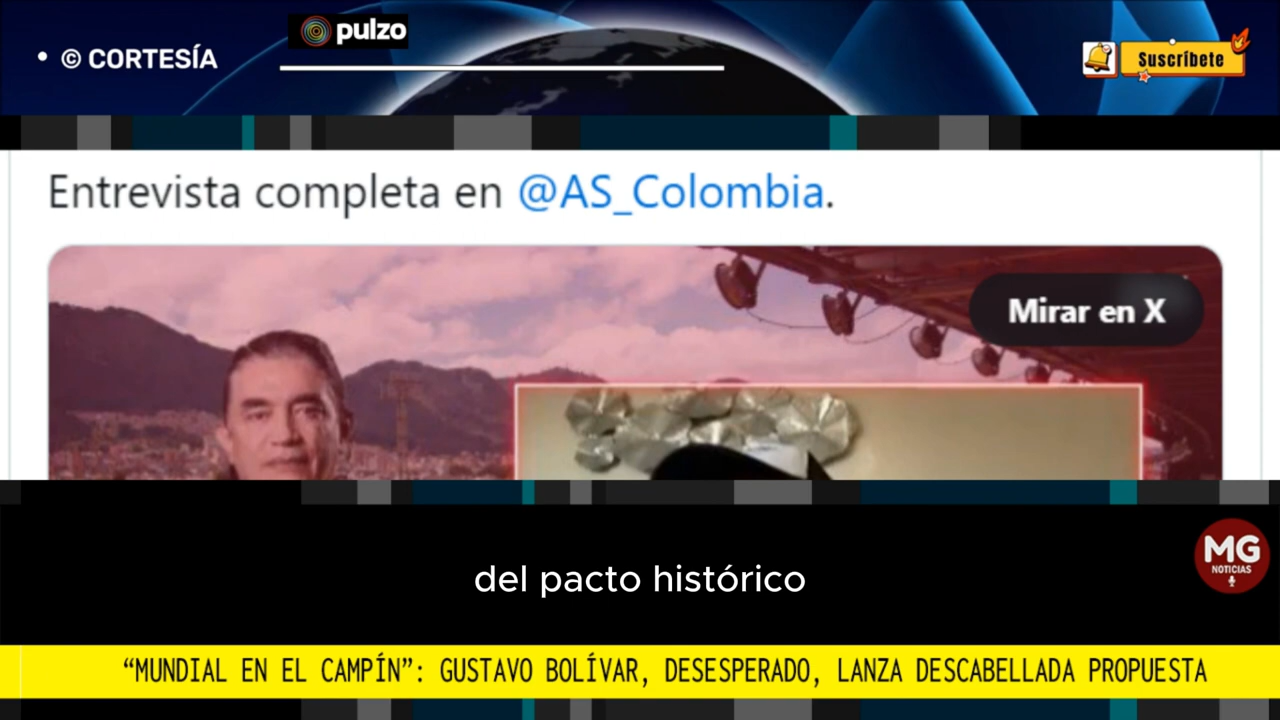 • © CORTESÍA
pulzo
Suscríbete
Entrevista completa en @AS_Colombia.
Mirar en X
del pacto histórico
MG
NOTICIAS
“MUNDIAL EN EL CAMPÍN”: GUSTAVO BOLÍVAR, DESESPERADO, LANZA DESCABELLADA PROPUESTA